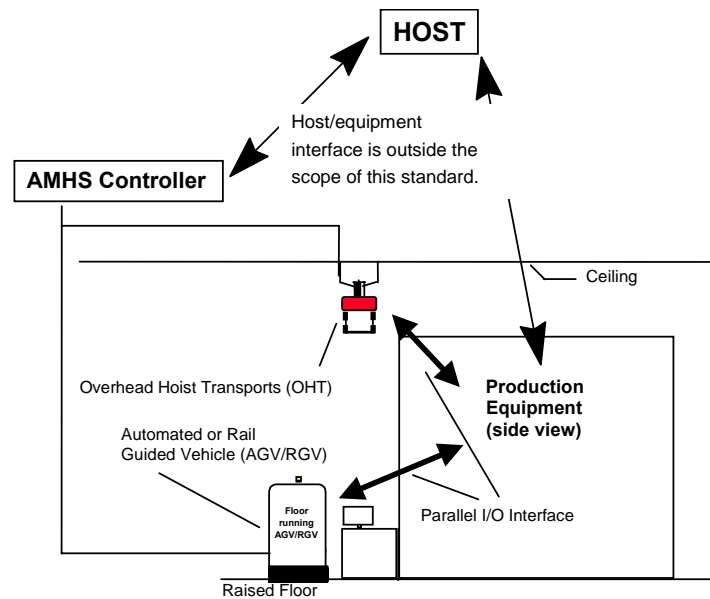 HOST
Host/equipment
interface is outside the
scope of this standard.
AMHS Controller
Ceiling
Overhead Hoist Transports (OHT)
Production
Equipment
(side view)
Automated or Rail
Guided Vehicle (AGV/RGV)
Floor
running
AGV/RGV
Parallel I/O Interface
Raised Floor